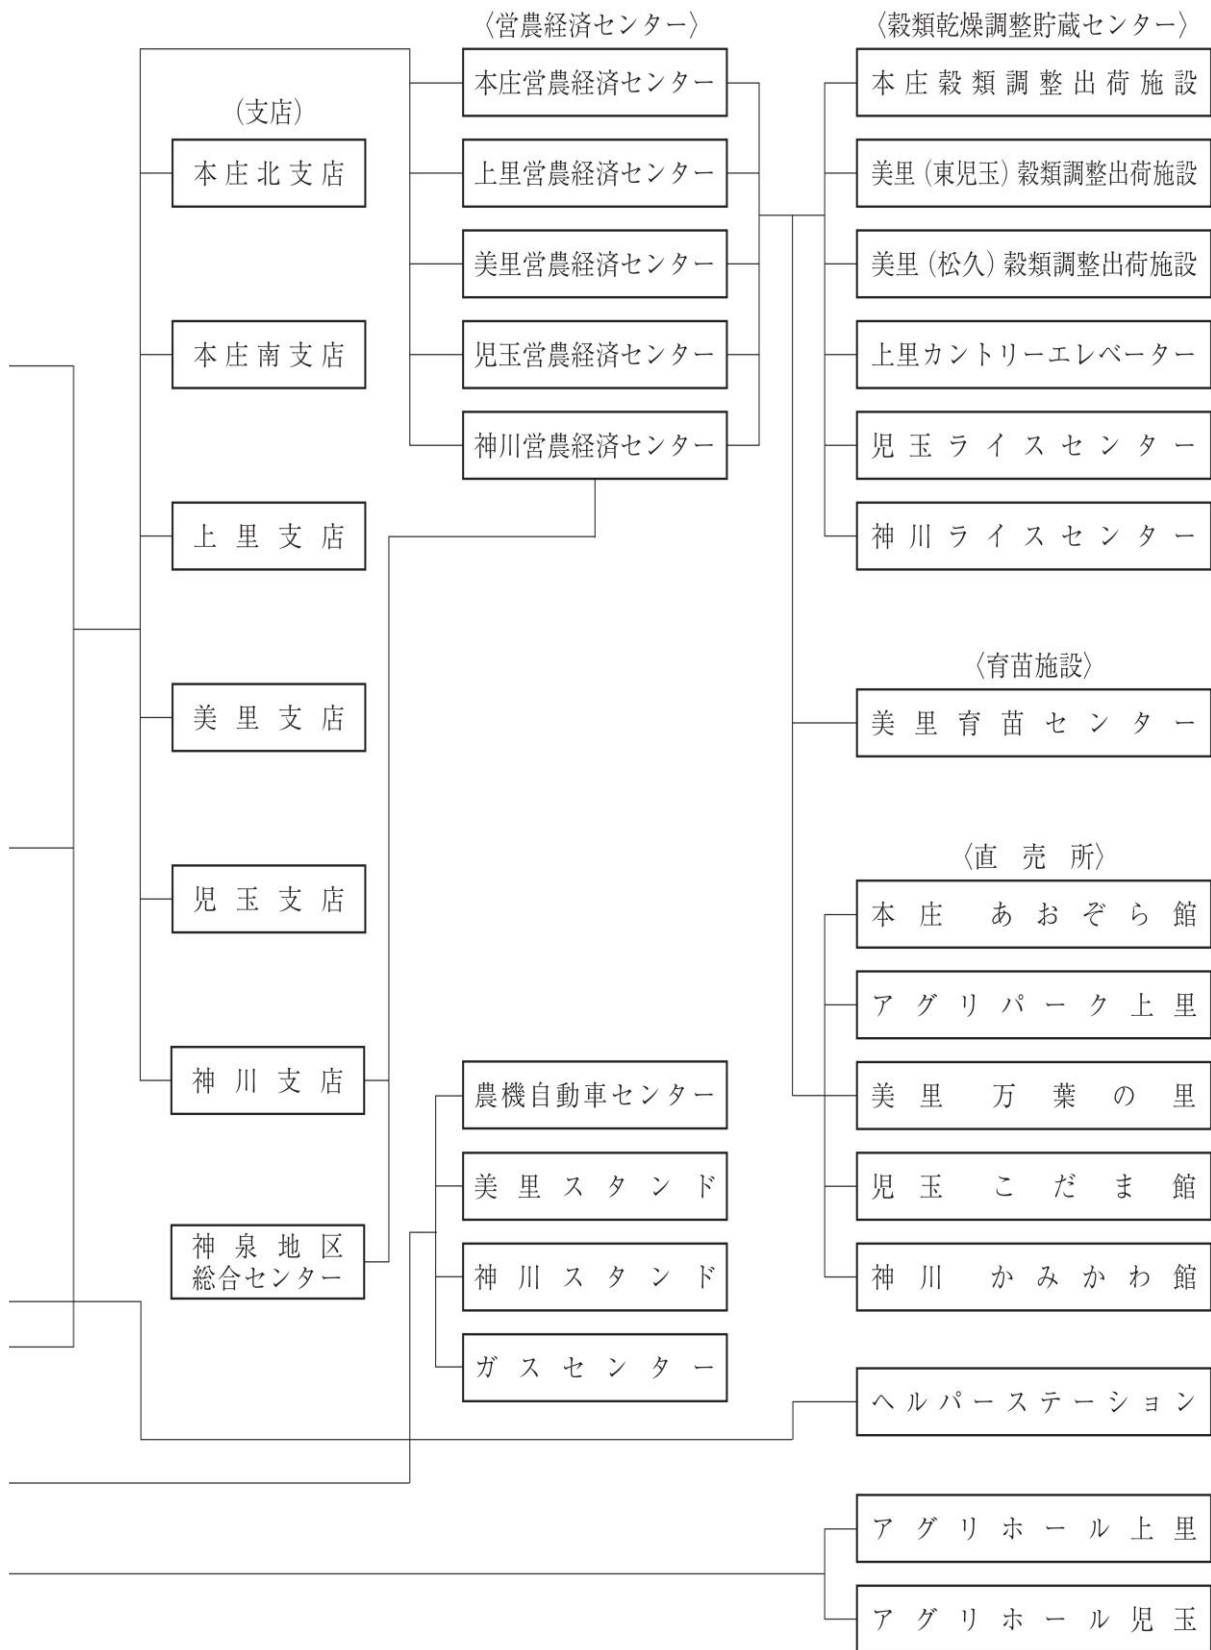 (支店)
本庄北支店
本庄南支店
上里支店
美里支店
児玉支店
神川支店
神泉地区
総合センター
〈営農経済センター〉
本庄営農経済センター
上里営農経済センター
美里営農経済センター
児玉営農経済センター
神川営農経済センター
農機自動車センター
美里スタンド
神川スタンド
ガスセンター
〈穀類乾燥調整貯蔵センター〉
本庄穀類調整出荷施設
美里(東児玉)穀類調整出荷施設
美里(松久)穀類調整出荷施設
上里カントリーエレベーター
児玉ライスセンター
神川ライスセンター
〈育苗施設〉
美里育苗センター
〈直売所〉
本庄 あおぞら館
アグリパーク上里
美里 万葉の里
児玉 こだま館
神川 かみかわ館
ヘルパーステーション
アグリホール上里
アグリホール児玉